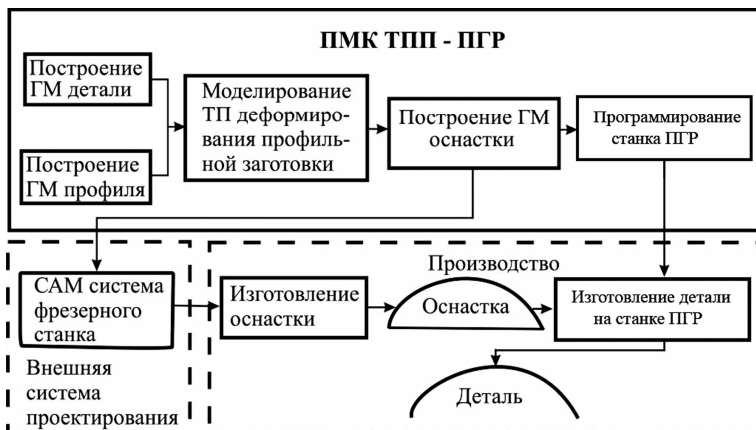 ПМК ТПП - ПГР
Построение
ГМ детали
Построение
ГМ профиля
Моделирование
ТП деформиро-
вания профиль-
ной заготовки
Построение ГМ
оснастки
Программирование
станка ПГР
САМ система
фрезерного
станка
Внешняя
система
проектирования
Производство
Изготовление
оснастки
Оснастка
Изготовление детали
на станке ПГР
Деталь